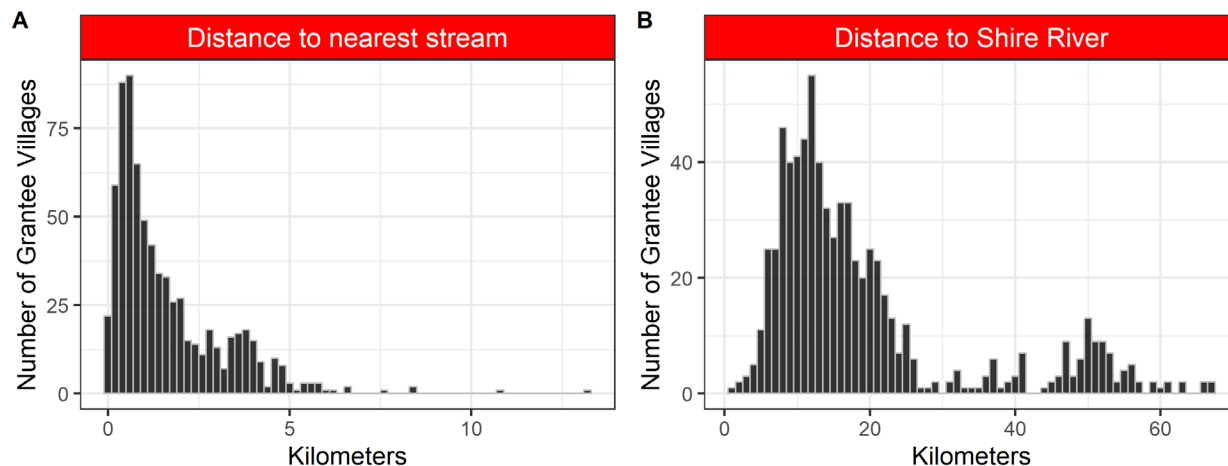 A
Distance to nearest stream
Number of Grantee Villages
75
50
25
0
0
5
10
Kilometers
B
Distance to Shire River
Number of Grantee Villages
40
20
0
0
20
40
60
Kilometers